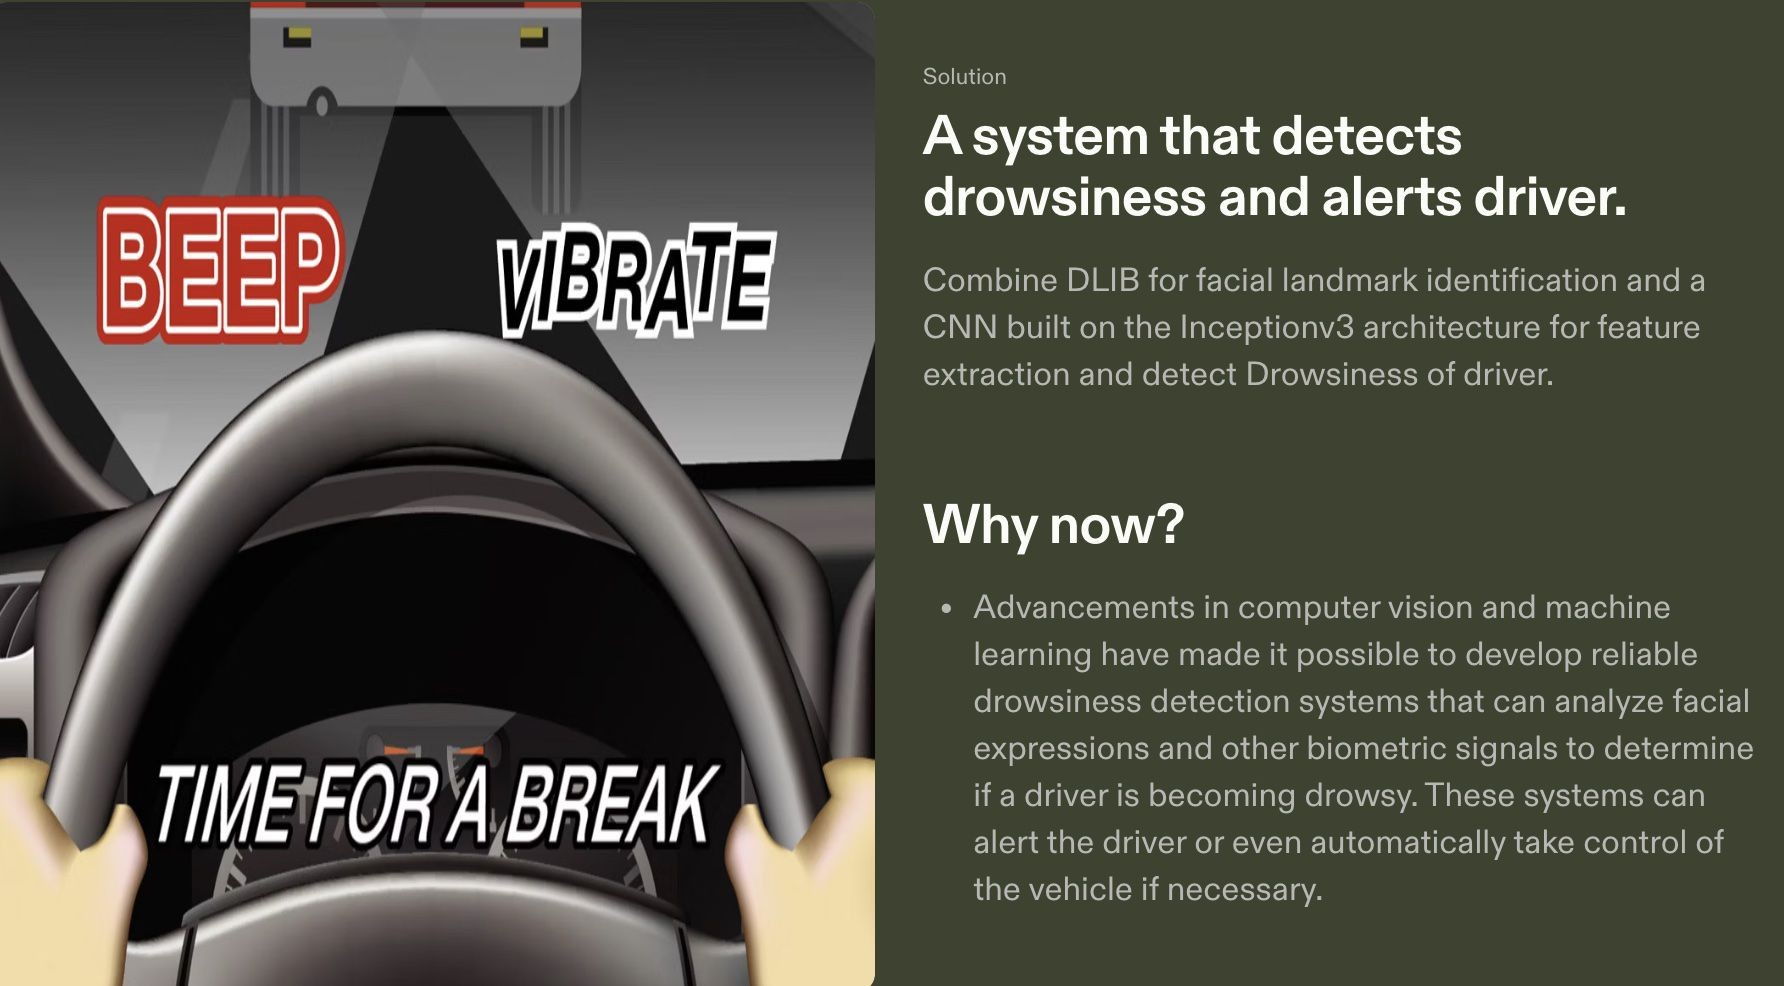 BEEP
VIBRATE
TIME FOR A BREAK
Solution
A system that detects
drowsiness and alerts driver.
Combine DLIB for facial landmark identification and a
CNN built on the Inceptionv3 architecture for feature
extraction and detect Drowsiness of driver.
Why now?
• Advancements in computer vision and machine
learning have made it possible to develop reliable
drowsiness detection systems that can analyze facial
expressions and other biometric signals to determine
if a driver is becoming drowsy. These systems can
alert the driver or even automatically take control of
the vehicle if necessary.